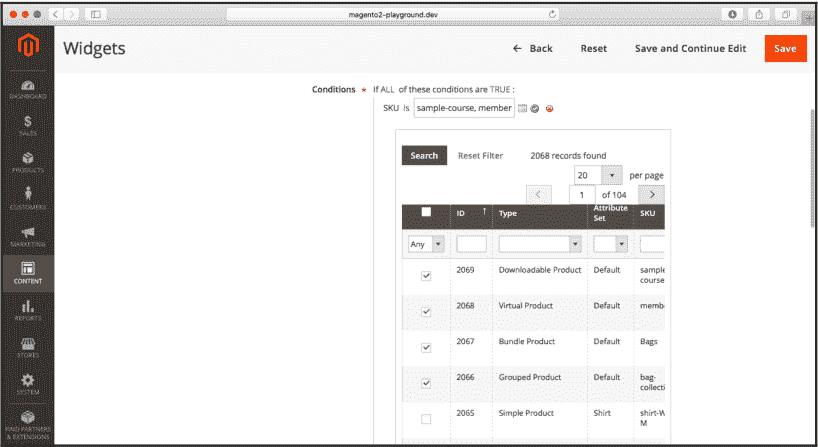 magento2-playground.dev
Widgets
Back Reset Save and Continue Edit Save
DASHBOARD
SALES
PRODUCTS
CUSTOMERS
MARKETING
CONTENT
REPORTS
STORES
SYSTEM
FIND PARTNERS
& EXTENSIONS
Conditions * If ALL of these conditions are TRUE :
SKU is sample-course, member
Search Reset Filter 2068 records found
20 per page
1 of 104
ID ↑ Type Attribute Set SKU
Any
2069 Downloadable Product Default sample
course
2068 Virtual Product Default memb
2067 Bundle Product Default Bags
2066 Grouped Product Default bag-
collecti
2065 Simple Product Shirt shirt-W
M